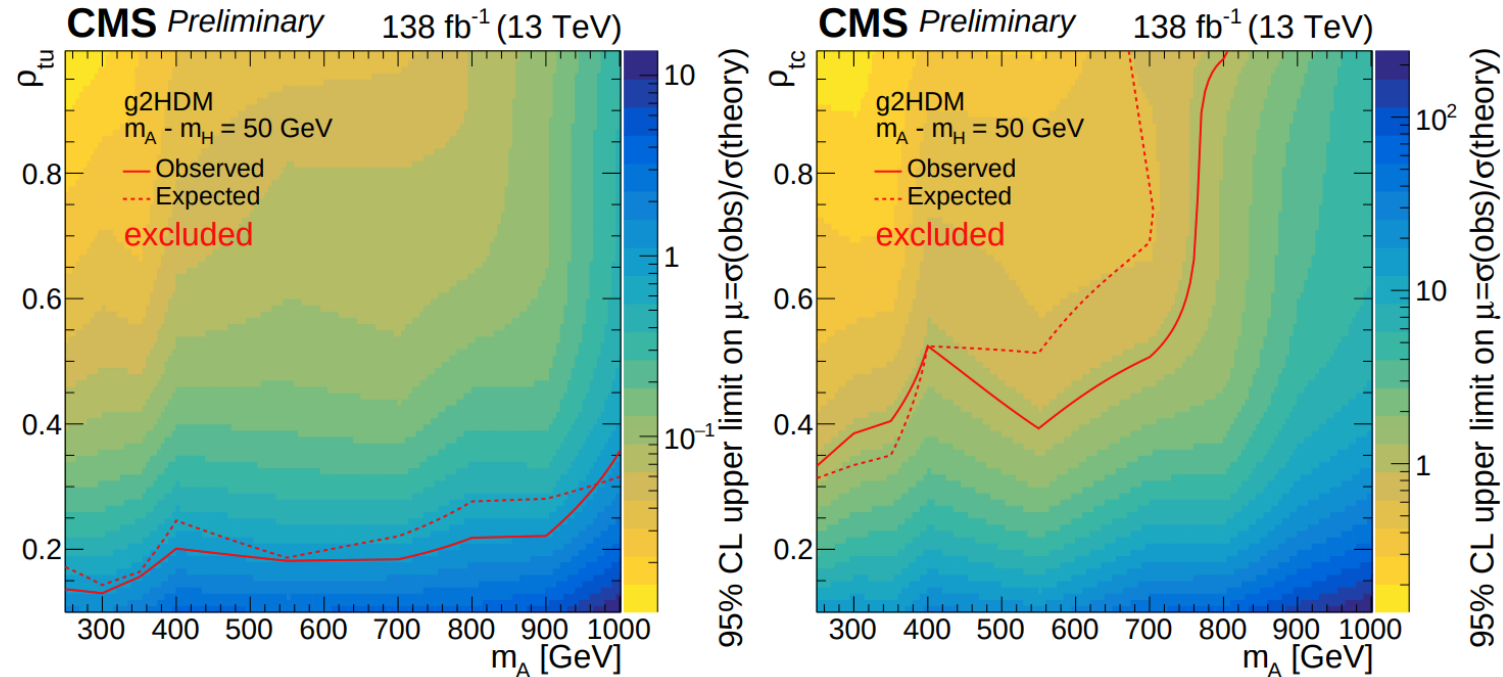 CMS Preliminary 138 fb⁻¹ (13 TeV)
ρtu
g2HDM
mA - mH = 50 GeV
Observed
Expected
excluded
0.8
0.6
0.4
0.2
300 400 500 600 700 800 900 1000
mA [GeV]
10
1
10⁻¹
95% CL upper limit on μ=σ(obs)/σ(theory)
CMS Preliminary 138 fb⁻¹ (13 TeV)
ρtc
g2HDM
mA - mH = 50 GeV
Observed
Expected
excluded
0.8
0.6
0.4
0.2
300 400 500 600 700 800 900 1000
mA [GeV]
10²
10
1
95% CL upper limit on μ=σ(obs)/σ(theory)